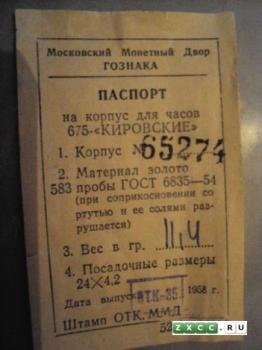 Московский Монетный Двор
ГОЗНАКА
ПАСПОРТ
на корпус для часов
675-«КИРОВСКИЕ»
1. Корпус № 65274
2. Материал золото
583 пробы ГОСТ 6835—54
(при соприкосновении со
ртутью и ее солями раз-
рушается)
3. Вес в гр. 11,4
4. Посадочные размеры
24×4,2
Дата выпуска ОТК-35 1958 г.
Штамп ОТК. ММД
ZXCC.RU